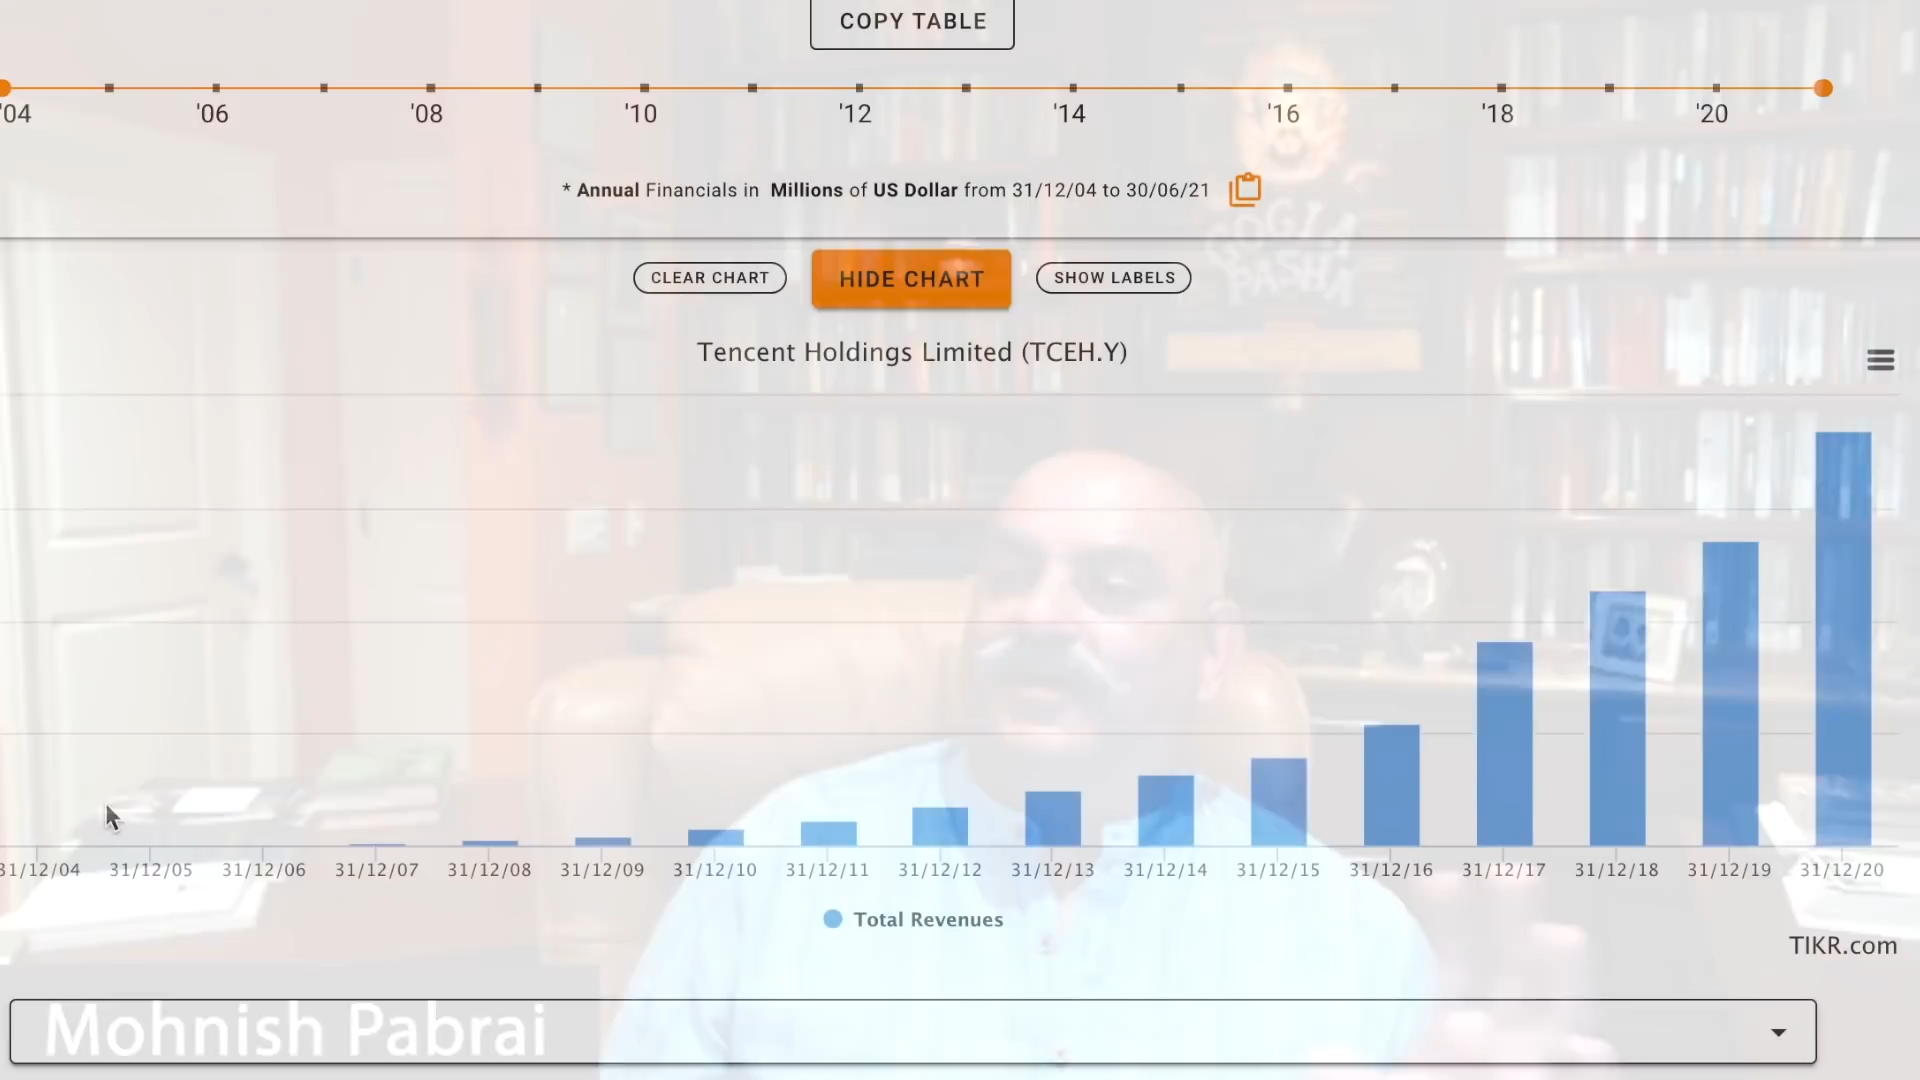 COPY TABLE
'04 '06 '08 '10 '12 '14 '16 '18 '20
* Annual Financials in Millions of US Dollar from 31/12/04 to 30/06/21
GOGIA
PASHA
CLEAR CHART HIDE CHART SHOW LABELS
Tencent Holdings Limited (TCEH.Y)
31/12/04 31/12/05 31/12/06 31/12/07 31/12/08 31/12/09 31/12/10 31/12/11 31/12/12 31/12/13 31/12/14 31/12/15 31/12/16 31/12/17 31/12/18 31/12/19 31/12/20
Total Revenues
TIKR.com
Mohnish Pabrai